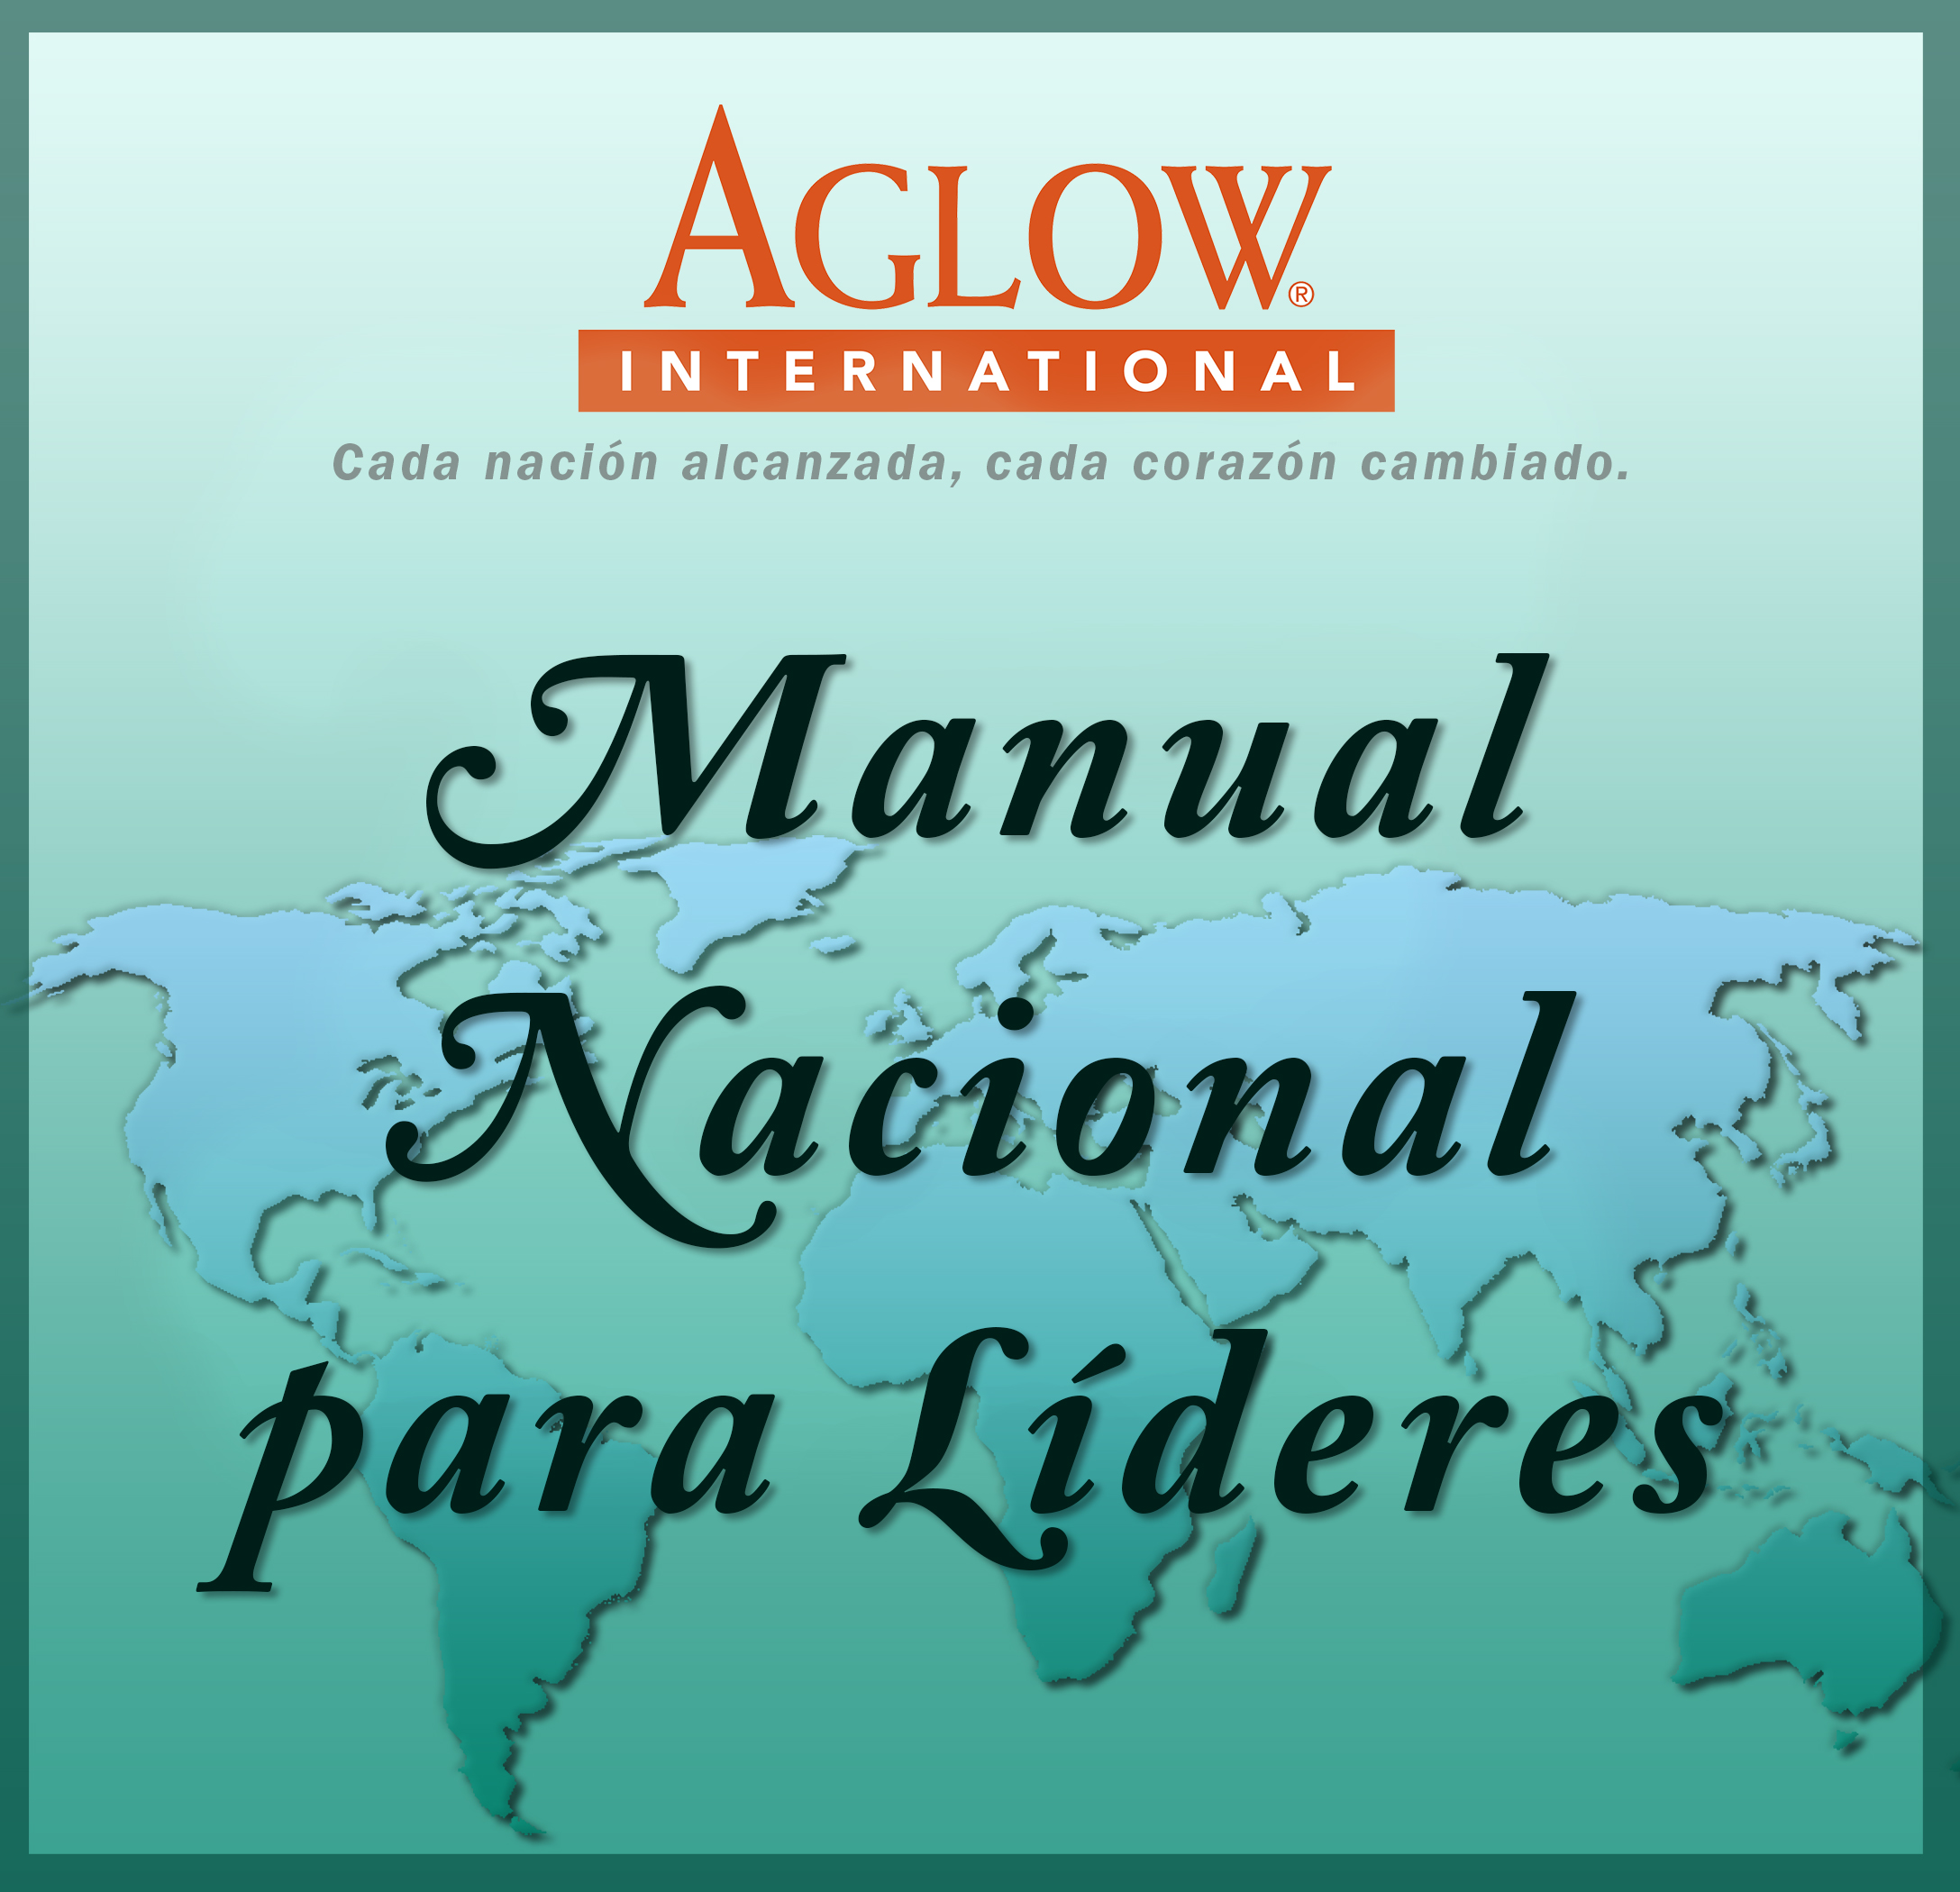 AGLOW®
INTERNATIONAL
Cada nación alcanzada, cada corazón cambiado.
Manual
Nacional
para Líderes